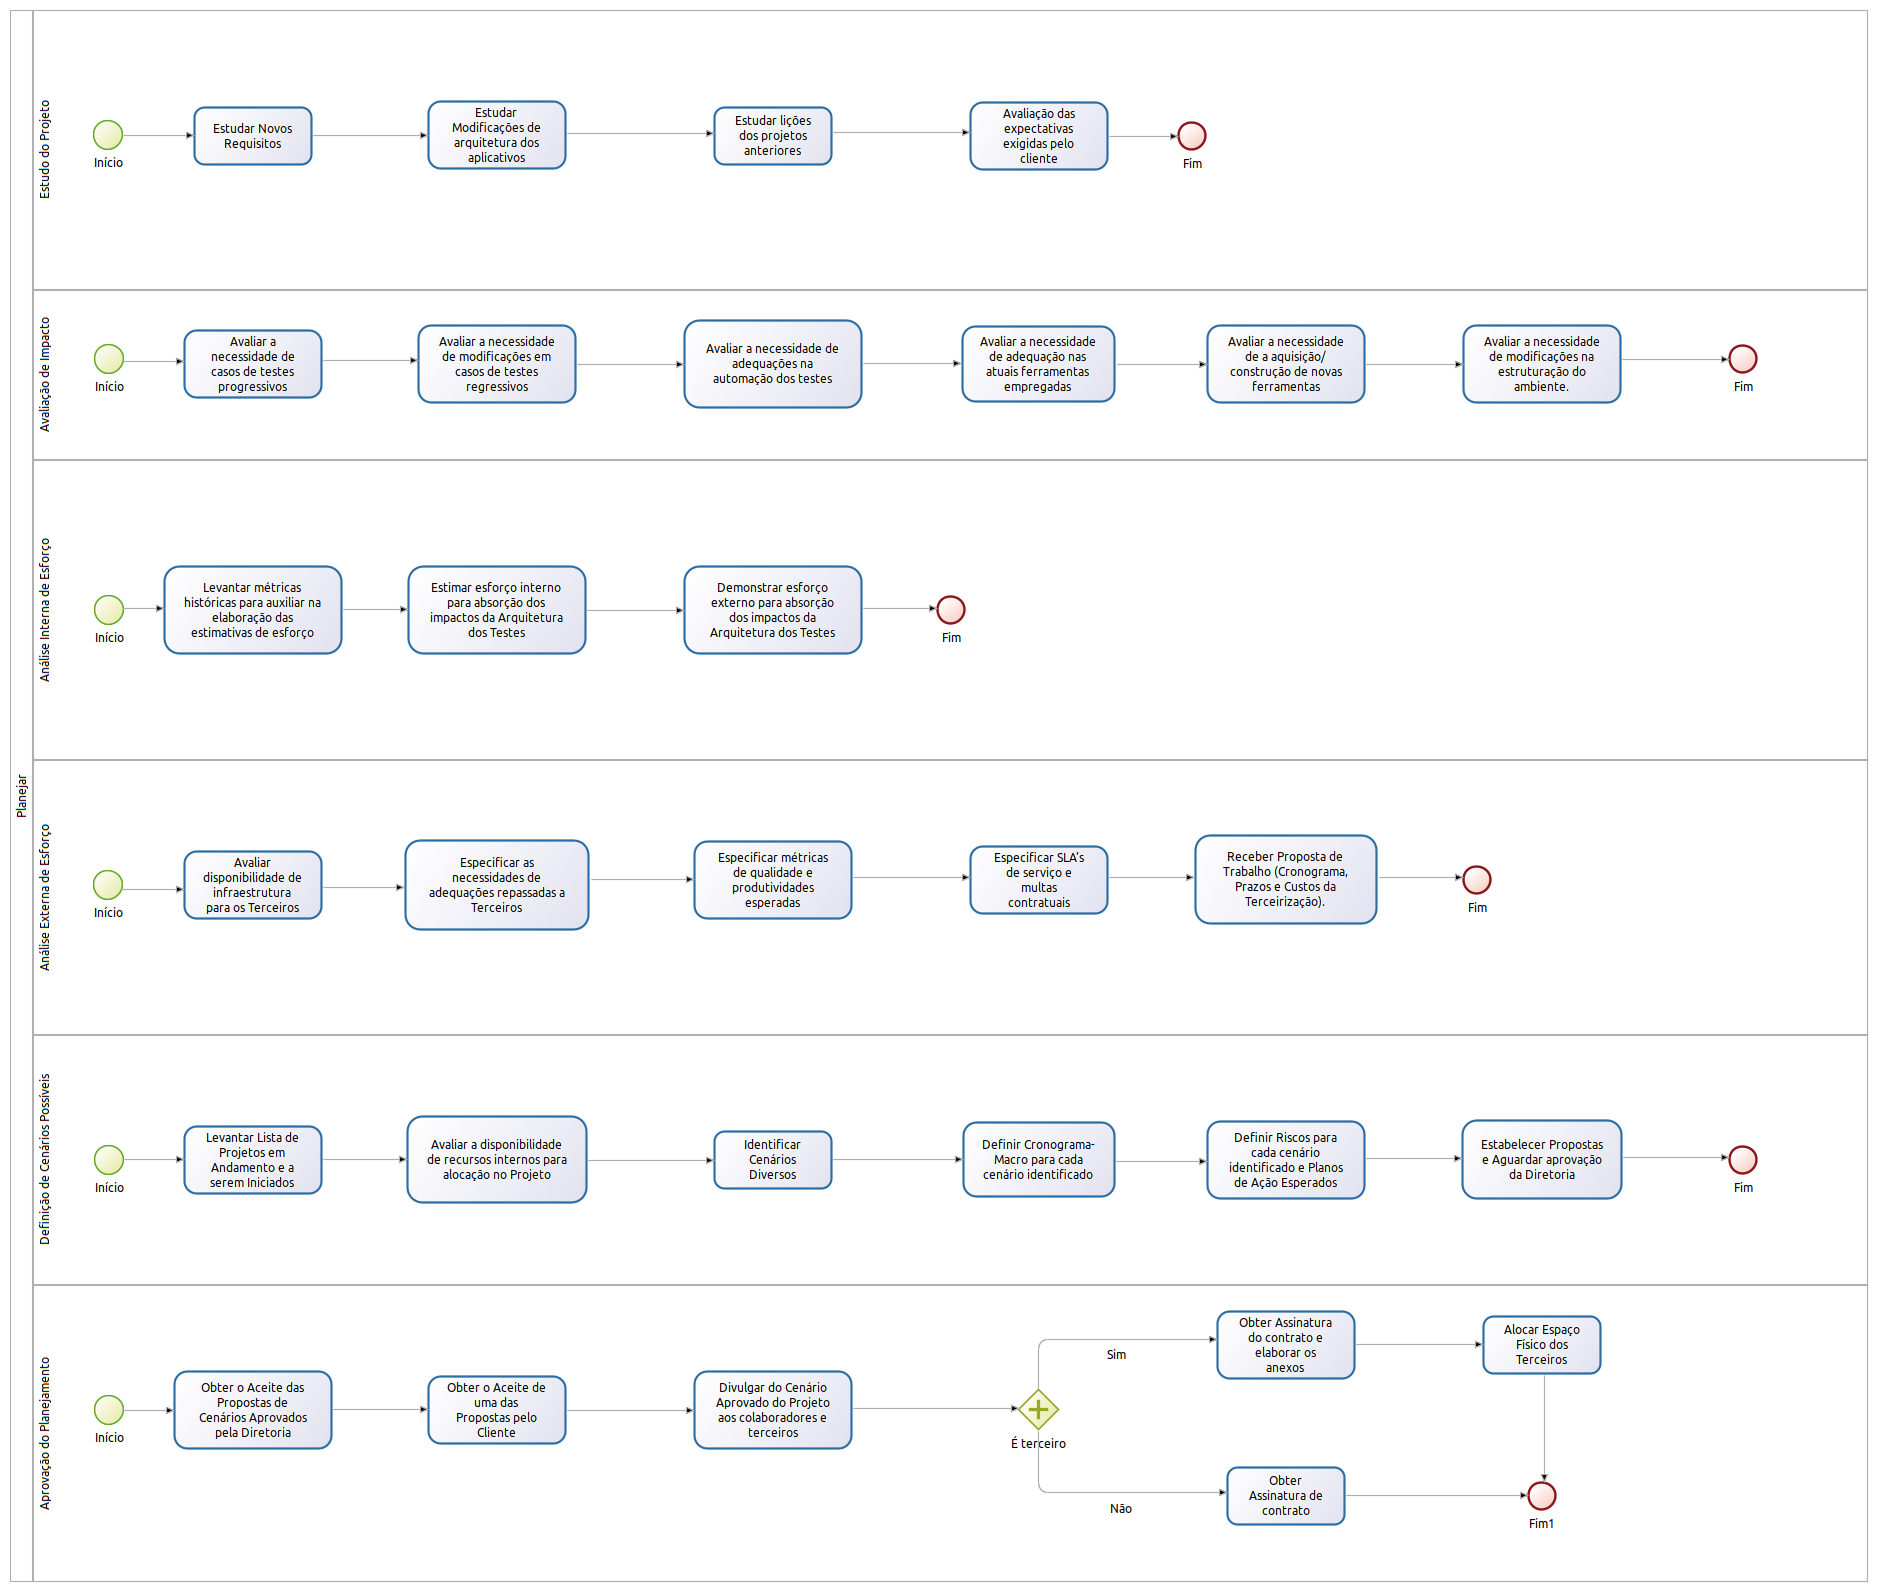 Planejar
Estudo do Projeto
Início
Estudar Novos
Requisitos
Estudar
Modificações de
arquitetura dos
aplicativos
Estudar lições
dos projetos
anteriores
Avaliação das
expectativas
exigidas pelo
cliente
Fim
Avaliação de Impacto
Início
Avaliar a
necessidade de
casos de testes
progressivos
Avaliar a necessidade
de modificações em
casos de testes
regressivos
Avaliar a necessidade de
adequações na
automação dos testes
Avaliar a necessidade
de adequação nas
atuais ferramentas
empregadas
Avaliar a necessidade
de a aquisição/
construção de novas
ferramentas
Avaliar a necessidade
de modificações na
estruturação do
ambiente.
Fim
Análise Interna de Esforço
Início
Levantar métricas
históricas para auxiliar na
elaboração das
estimativas de esforço
Estimar esforço interno
para absorção dos
impactos da Arquitetura
dos Testes
Demonstrar esforço
externo para absorção
dos impactos da
Arquitetura dos Testes
Fim
Análise Externa de Esforço
Início
Avaliar
disponibilidade de
infraestrutura
para os Terceiros
Especificar as
necessidades de
adequações repassadas a
Terceiros
Especificar métricas
de qualidade e
produtividades
esperadas
Especificar SLA's
de serviço e
multas
contratuais
Receber Proposta de
Trabalho (Cronograma,
Prazos e Custos da
Terceirização).
Fim
Definição de Cenários Possíveis
Início
Levantar Lista de
Projetos em
Andamento e a
serem Iniciados
Avaliar a disponibilidade
de recursos internos para
alocação no Projeto
Identificar
Cenários
Diversos
Definir Cronograma-
Macro para cada
cenário identificado
Definir Riscos para
cada cenário
identificado e Planos
de Ação Esperados
Estabelecer Propostas
e Aguardar aprovação
da Diretoria
Fim
Aprovação do Planejamento
Início
Obter o Aceite das
Propostas de
Cenários Aprovados
pela Diretoria
Obter o Aceite de
uma das
Propostas pelo
Cliente
Divulgar do Cenário
Aprovado do Projeto
aos colaboradores e
terceiros
É terceiro
Sim
Obter Assinatura
do contrato e
elaborar os
anexos
Alocar Espaço
Físico dos
Terceiros
Não
Obter
Assinatura de
contrato
Fim1